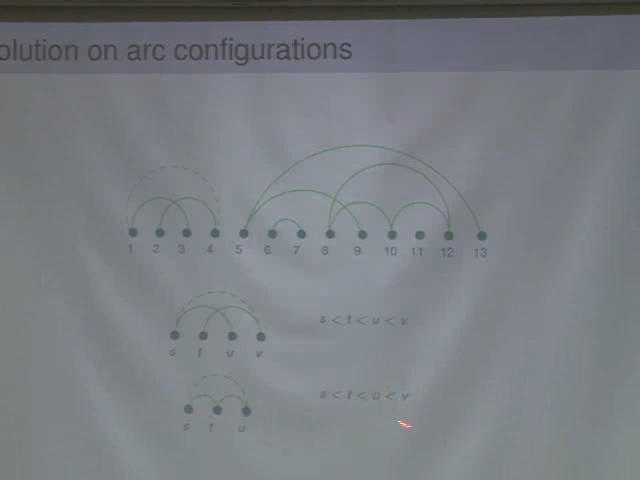 olution on arc configurations
1 2 3 4 5 6 7 8 9 10 11 12 13
s t u v
s < t < u < v
s t u
s < t < u < v